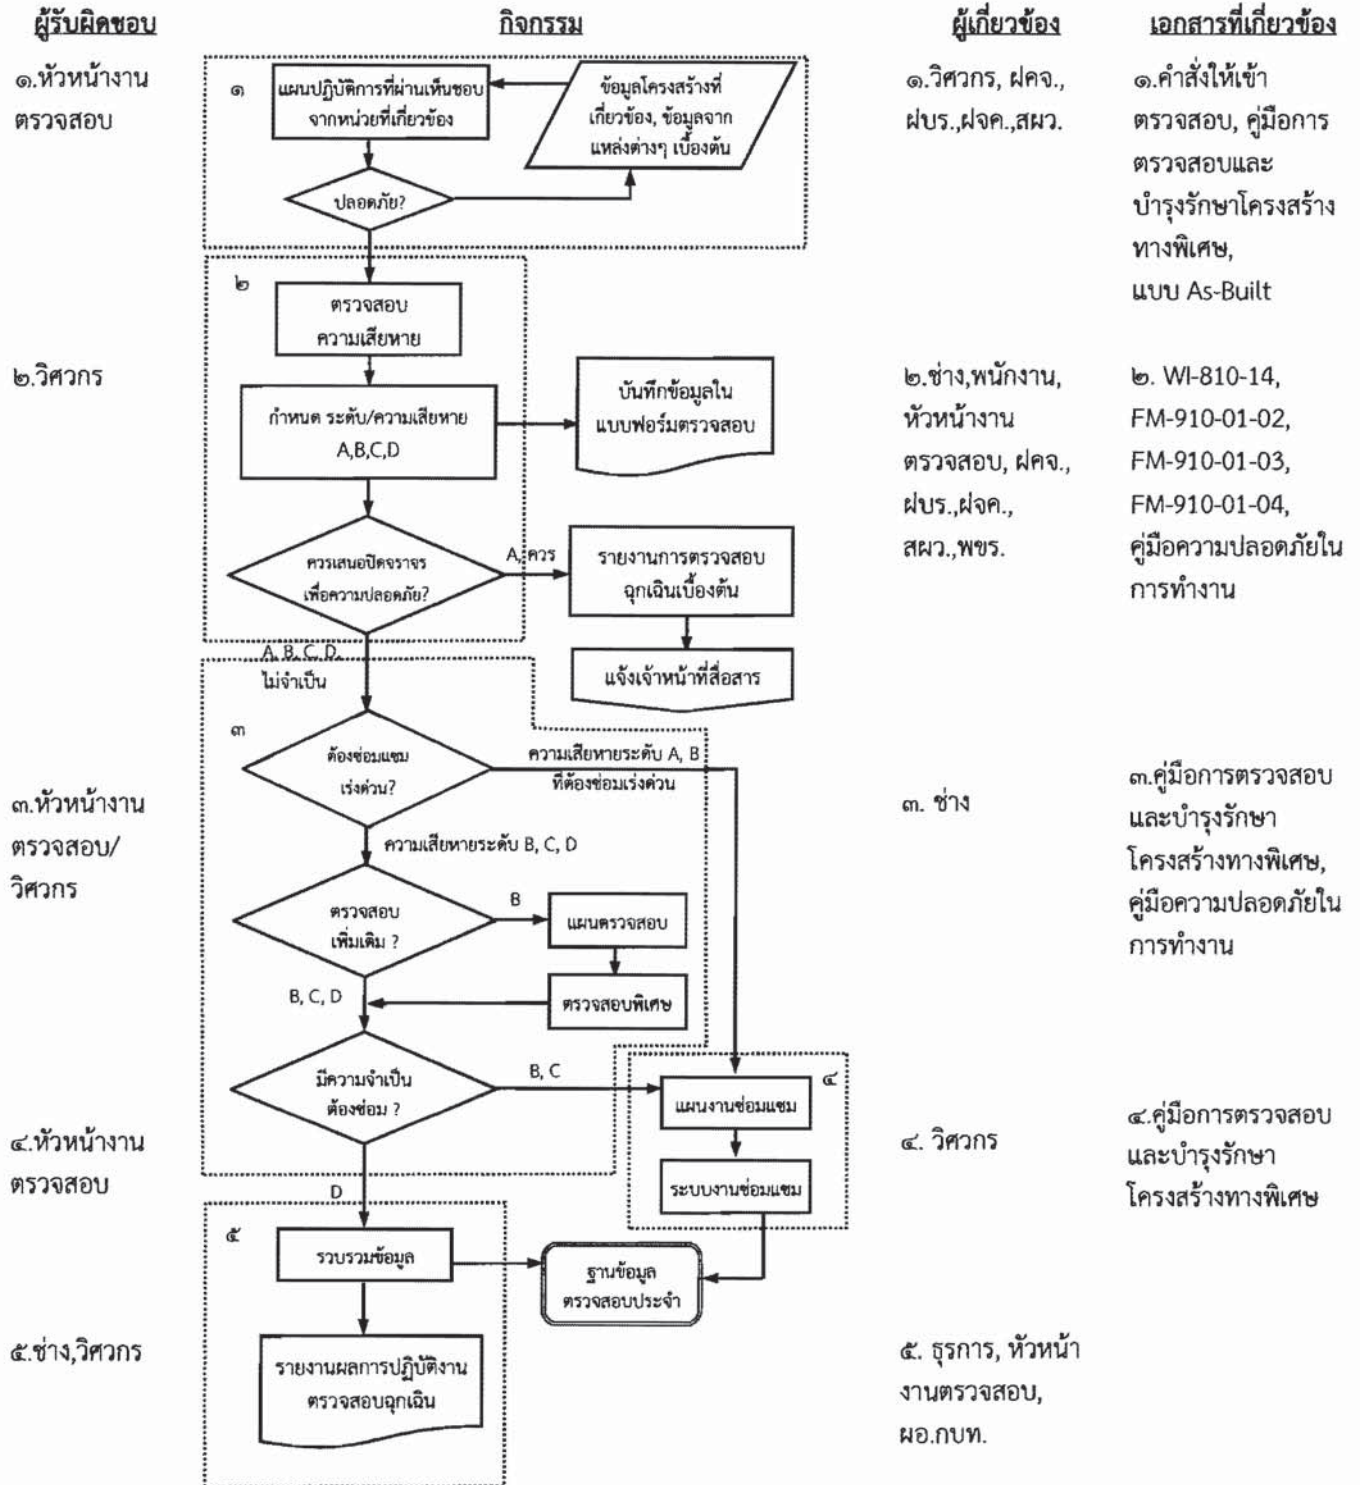 ผู้รับผิดชอบ
กิจกรรม
ผู้เกี่ยวข้อง
เอกสารที่เกี่ยวข้อง
๑.หัวหน้างาน
ตรวจสอบ
๑
แผนปฏิบัติการที่ผ่านเห็นชอบ
จากหน่วยที่เกี่ยวข้อง
ข้อมูลโครงสร้างที่
เกี่ยวข้อง, ข้อมูลจาก
แหล่งต่างๆ เบื้องต้น
ปลอดภัย?
๑.วิศวกร, ฝคจ.,
ฝบร.,ฝจค.,สผว.
๑.คำสั่งให้เข้า
ตรวจสอบ, คู่มือการ
ตรวจสอบและ
บำรุงรักษาโครงสร้าง
ทางพิเศษ,
แบบ As-Built
๒.วิศวกร
๒
ตรวจสอบ
ความเสียหาย
กำหนด ระดับ/ความเสียหาย
A,B,C,D
บันทึกข้อมูลใน
แบบฟอร์มตรวจสอบ
ควรเสนอปิดจราจร
เพื่อความปลอดภัย?
A, ควร
รายงานการตรวจสอบ
ฉุกเฉินเบื้องต้น
แจ้งเจ้าหน้าที่สื่อสาร
A, B, C, D,
ไม่จำเป็น
๒.ช่าง,พนักงาน,
หัวหน้างาน
ตรวจสอบ, ฝคจ.,
ฝบร.,ฝจค.,
สผว.,พขร.
๒. WI-810-14,
FM-910-01-02,
FM-910-01-03,
FM-910-01-04,
คู่มือความปลอดภัยใน
การทำงาน
๓.หัวหน้างาน
ตรวจสอบ/
วิศวกร
๓
ต้องซ่อมแซม
เร่งด่วน?
ความเสียหายระดับ A, B
ที่ต้องซ่อมเร่งด่วน
ความเสียหายระดับ B, C, D
ตรวจสอบ
เพิ่มเติม ?
B
แผนตรวจสอบ
ตรวจสอบพิเศษ
B, C, D
มีความจำเป็น
ต้องซ่อม ?
B, C
๓. ช่าง
๓.คู่มือการตรวจสอบ
และบำรุงรักษา
โครงสร้างทางพิเศษ,
คู่มือความปลอดภัยใน
การทำงาน
๔.หัวหน้างาน
ตรวจสอบ
๔
แผนงานซ่อมแซม
ระบบงานซ่อมแซม
D
๔. วิศวกร
๔.คู่มือการตรวจสอบ
และบำรุงรักษา
โครงสร้างทางพิเศษ
๕.ช่าง,วิศวกร
๕
รวบรวมข้อมูล
ฐานข้อมูล
ตรวจสอบประจำ
รายงานผลการปฏิบัติงาน
ตรวจสอบฉุกเฉิน
๕. ธุรการ, หัวหน้า
งานตรวจสอบ,
ผอ.กบท.